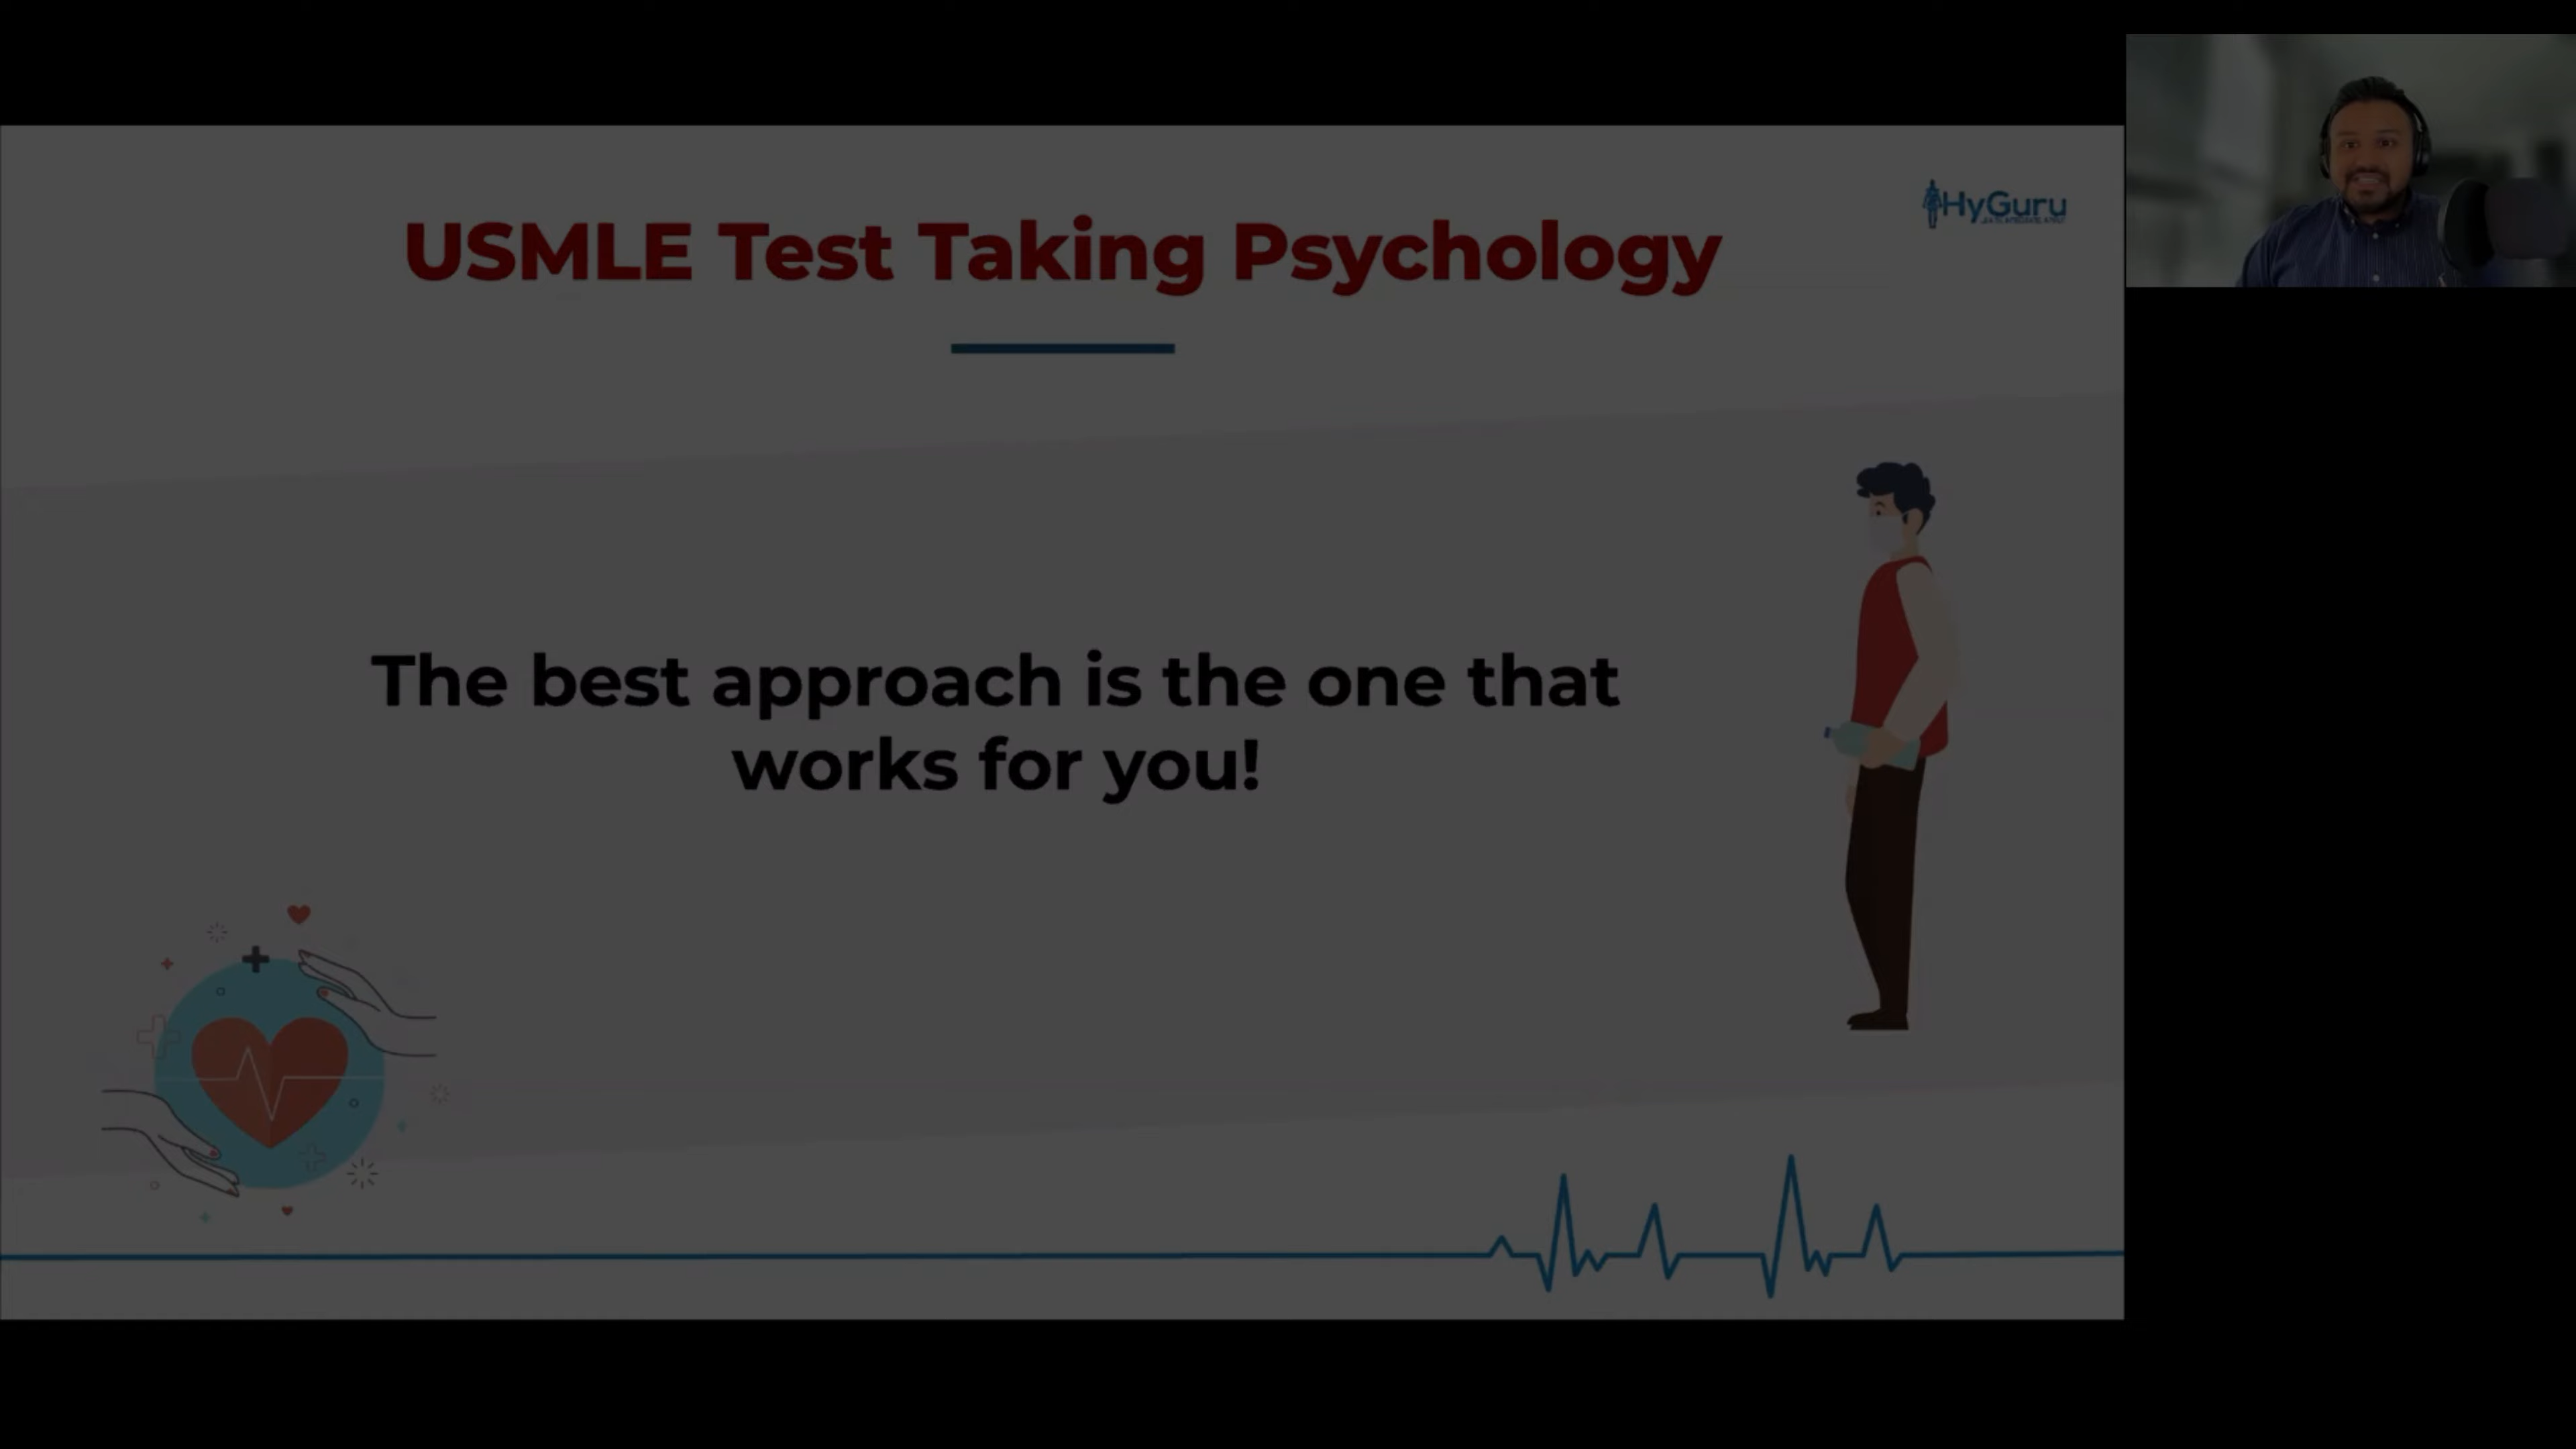 USMLE Test Taking Psychology
HyGuru
The best approach is the one that
works for you!